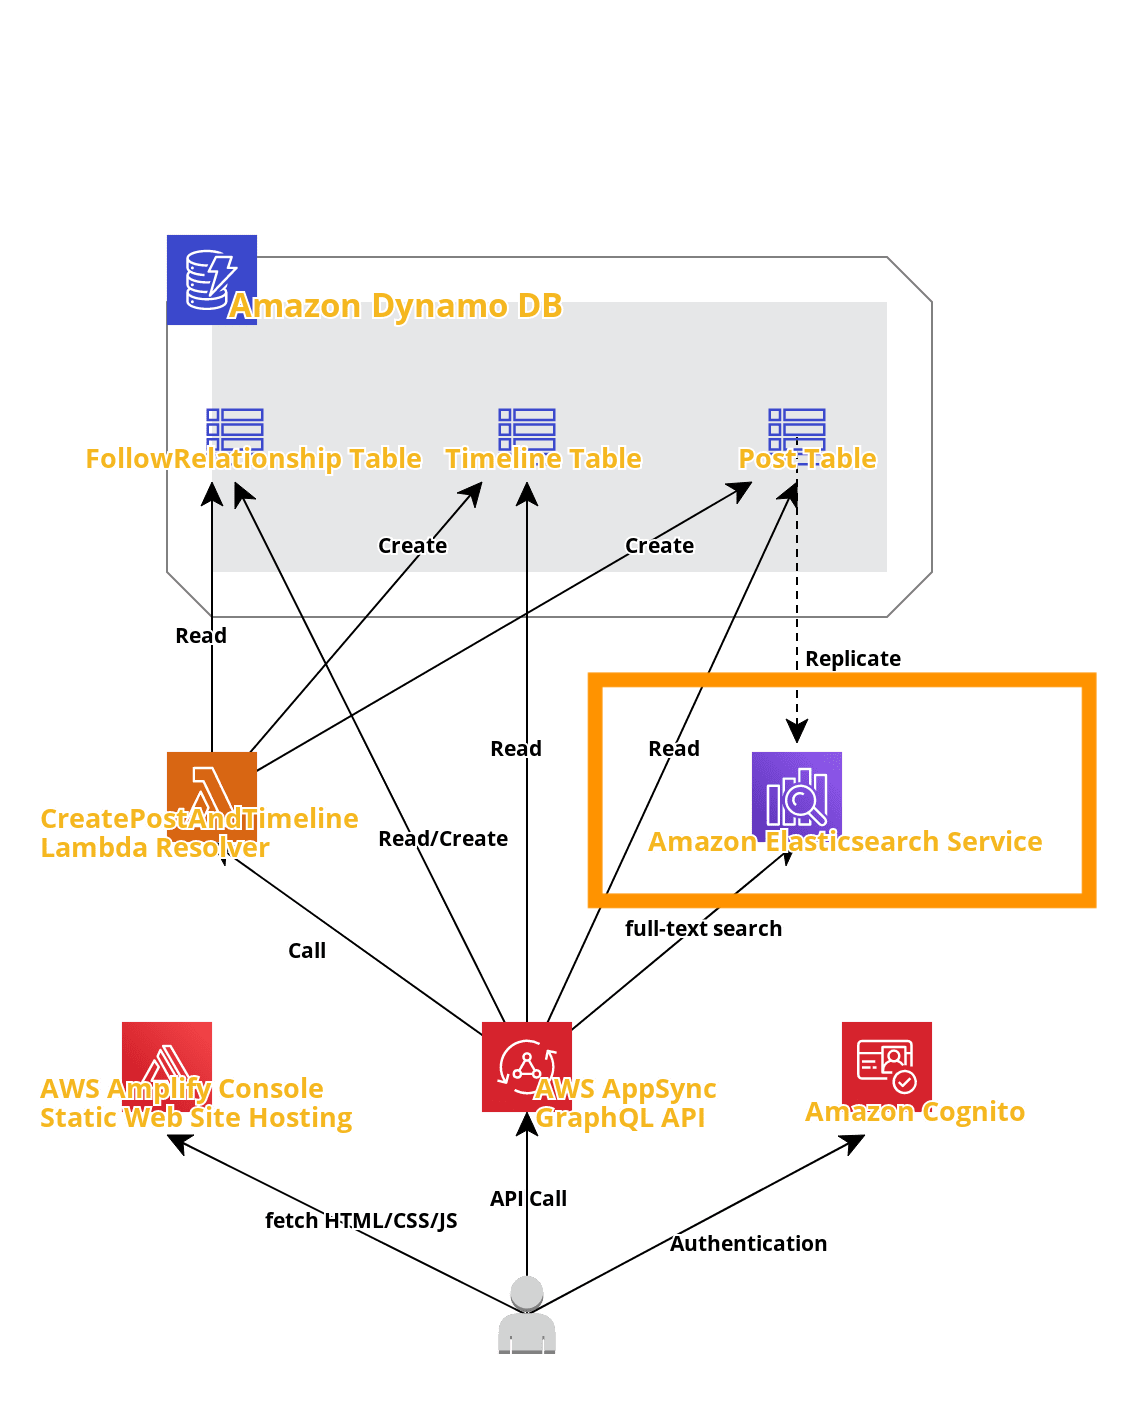 Amazon Dynamo DB
FollowRelationship Table
Timeline Table
Post Table
Create
Create
Read
Replicate
Read
Read
CreatePostAndTimeline
Lambda Resolver
Read/Create
Amazon Elasticsearch Service
full-text search
Call
AWS Amplify Console
Static Web Site Hosting
AWS AppSync
GraphQL API
Amazon Cognito
API Call
fetch HTML/CSS/JS
Authentication